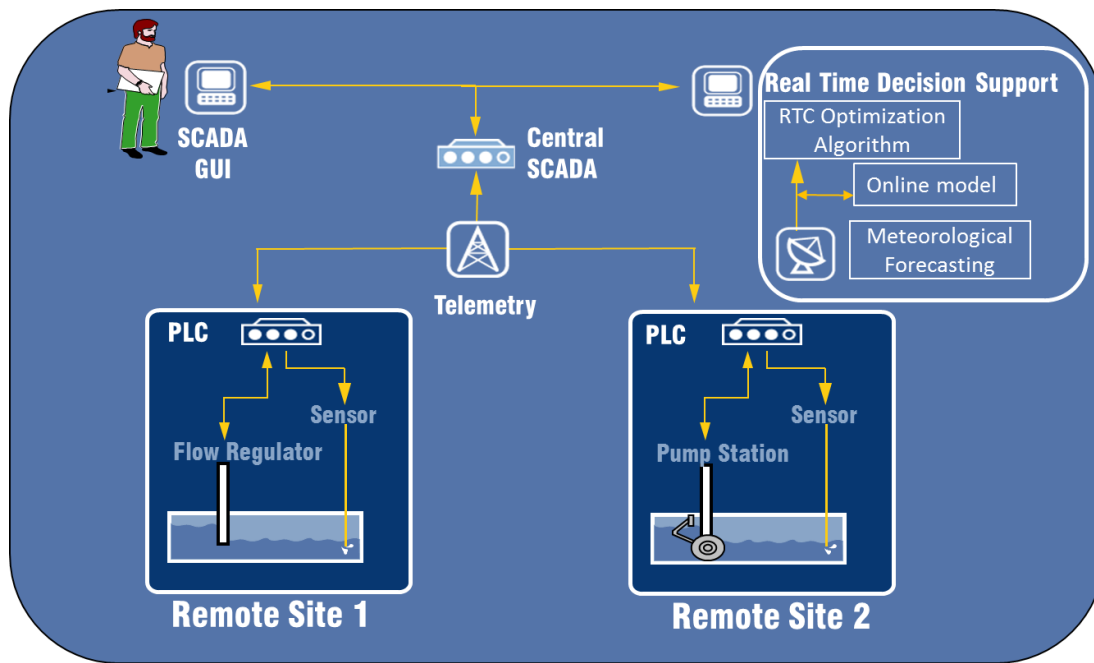 SCADA
GUI
Central
SCADA
Real Time Decision Support
RTC Optimization
Algorithm
Online model
Meteorological
Forecasting
Telemetry
PLC
Sensor
Flow Regulator
Remote Site 1
PLC
Sensor
Pump Station
Remote Site 2